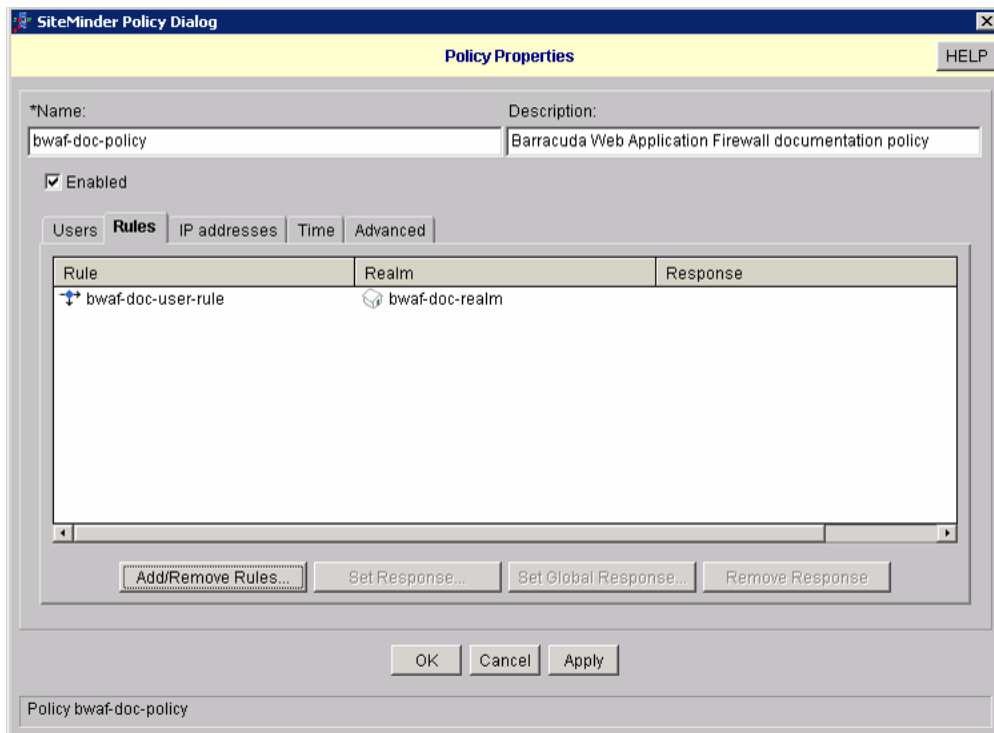 SiteMinder Policy Dialog
Policy Properties
HELP
*Name:
Description:
bwaf-doc-policy
Barracuda Web Application Firewall documentation policy
Enabled
Users Rules IP addresses Time Advanced
Rule Realm Response
bwaf-doc-user-rule bwaf-doc-realm
Add/Remove Rules... Set Response... Set Global Response... Remove Response
OK Cancel Apply
Policy bwaf-doc-policy